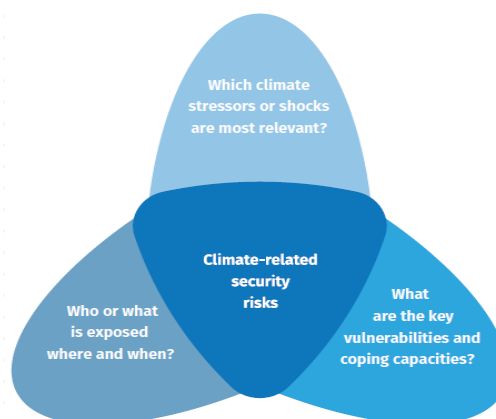 Which climate
stressors or shocks
are most relevant?
Climate-related
security
risks
Who or what
is exposed
where and when?
What
are the key
vulnerabilities and
coping capacities?